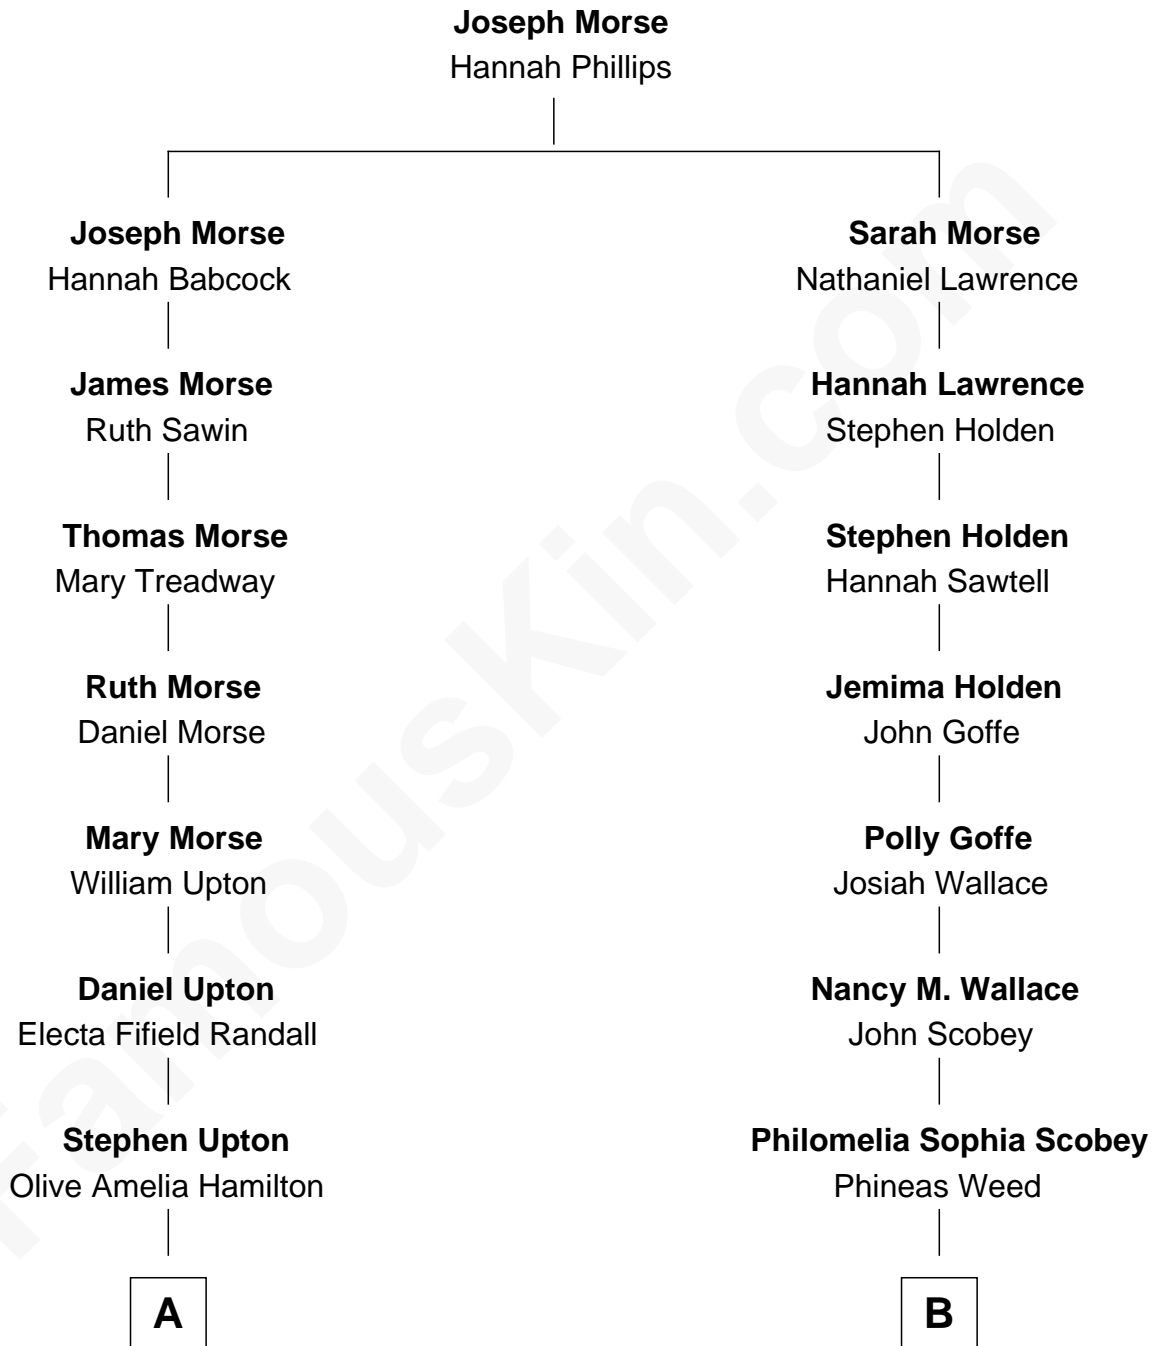 Joseph Morse
Hannah Phillips
Joseph Morse
Hannah Babcock
James Morse
Ruth Sawin
Thomas Morse
Mary Treadway
Ruth Morse
Daniel Morse
Mary Morse
William Upton
Daniel Upton
Electa Fifield Randall
Stephen Upton
Olive Amelia Hamilton
A
Sarah Morse
Nathaniel Lawrence
Hannah Lawrence
Stephen Holden
Stephen Holden
Hannah Sawtell
Jemima Holden
John Goffe
Polly Goffe
Josiah Wallace
Nancy M. Wallace
John Scobey
Philomelia Sophia Scobey
Phineas Weed
B
FamousKin.com